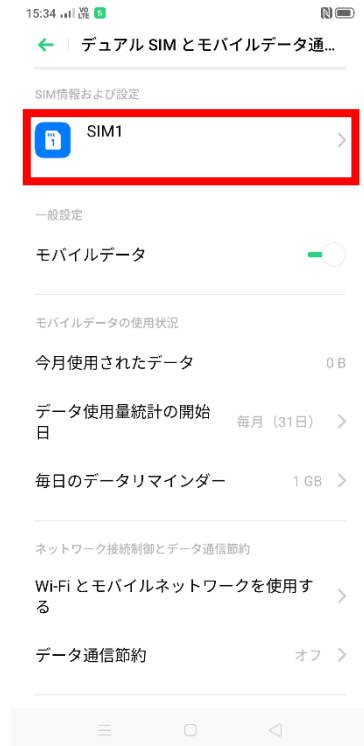 15:34 VO LTE S N
デュアル SIM とモバイルデータ通...
SIM情報および設定
1 SIM1
一般設定
モバイルデータ
モバイルデータの使用状況
今月使用されたデータ 0 B
データ使用量統計の開始
日 毎月（31日）
毎日のデータリマインダー 1 GB
ネットワーク接続制御とデータ通信節約
Wi-Fi とモバイルネットワークを使用す
る
データ通信節約 オフ